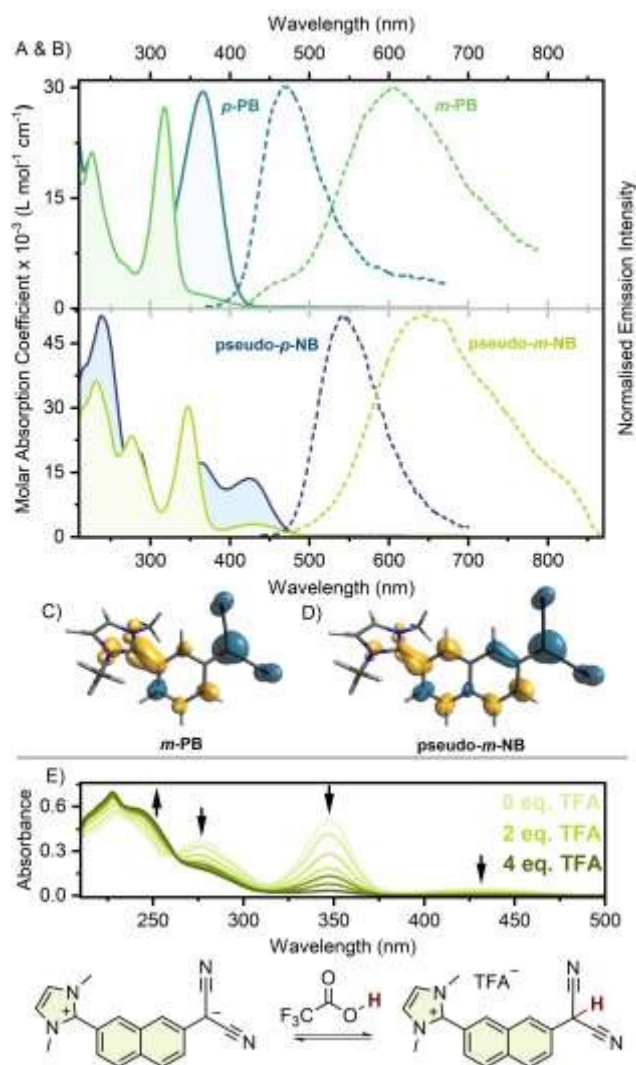 Wavelength (nm)
A & B)
300 400 500 600 700 800
30
15
0
p-PB
m-PB
45
30
15
0
pseudo-p-NB
pseudo-m-NB
Molar Absorption Coefficient x 10⁻³ (L mol⁻¹ cm⁻¹)
Normalised Emission Intensity
300 400 500 600 700 800
Wavelength (nm)
C)
D)
m-PB
pseudo-m-NB
E)
0.6
0.3
0.0
Absorbance
0 eq. TFA
2 eq. TFA
4 eq. TFA
250 300 350 400 450 500
Wavelength (nm)
N
N
+
N
−
N
O
F₃C
O
H
N
N
+
TFA⁻
N
H
N